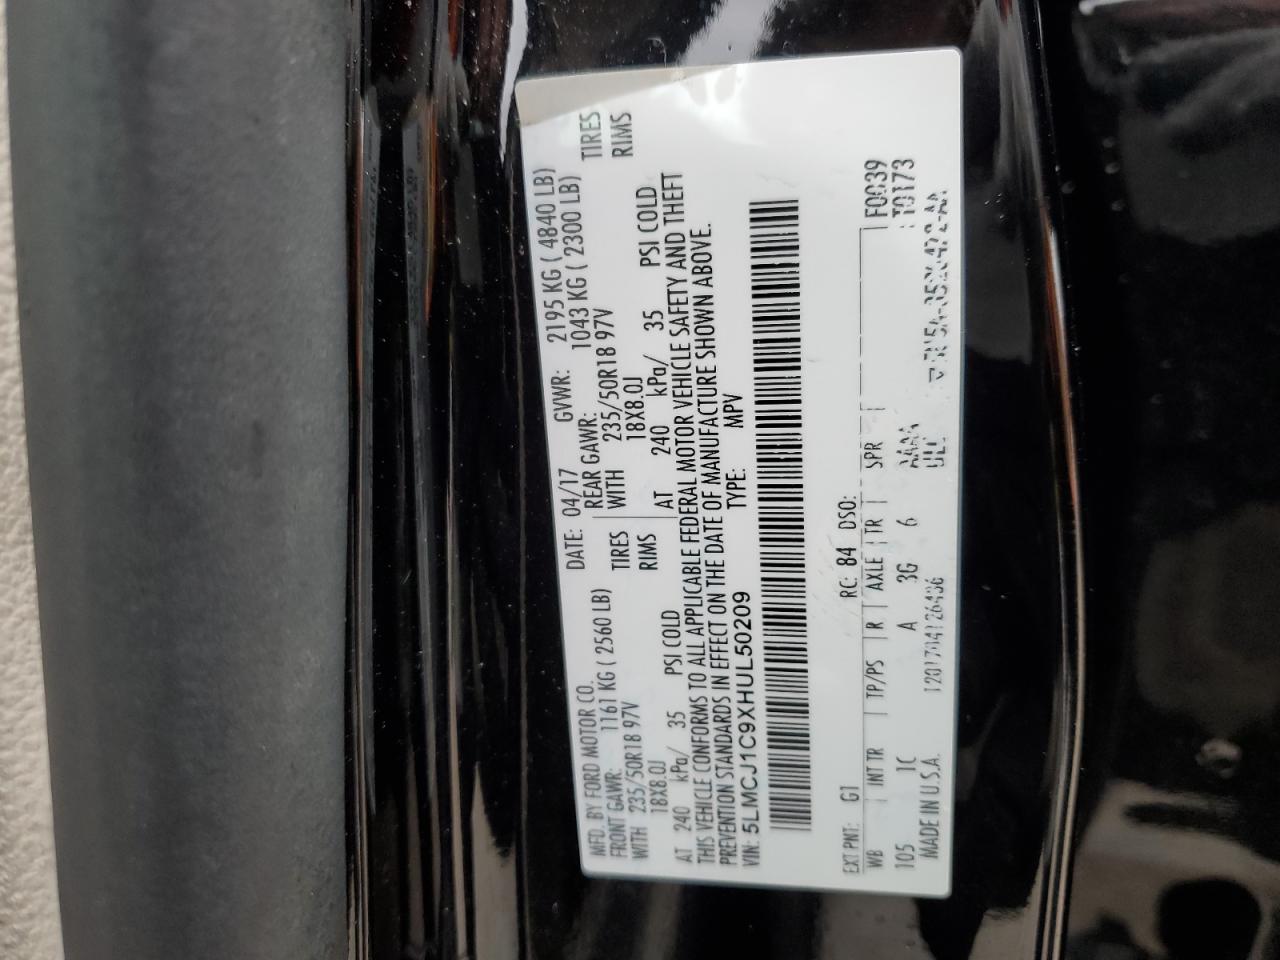 MFD. BY FORD MOTOR CO.
DATE: 04/17 GVWR: 2195 KG ( 4840 LB)
FRONT GAWR: 1161 KG ( 2560 LB) REAR GAWR: 1043 KG ( 2300 LB)
WITH 235/50R18 97V TIRES WITH 235/50R18 97V TIRES
18X8.0J RIMS 18X8.0J RIMS
AT 240 kPa/ 35 PSI COLD AT 240 kPa/ 35 PSI COLD
THIS VEHICLE CONFORMS TO ALL APPLICABLE FEDERAL MOTOR VEHICLE SAFETY AND THEFT
PREVENTION STANDARDS IN EFFECT ON THE DATE OF MANUFACTURE SHOWN ABOVE.
VIN: 5LMCJ1C9XHUL50209 TYPE: MPV
EXT PNT: G1 RC: 84 DSO:
WB INT TR TP/PS R AXLE TR SPR F0039
105 1C A 3G 6 T0173
MADE IN U.S.A.